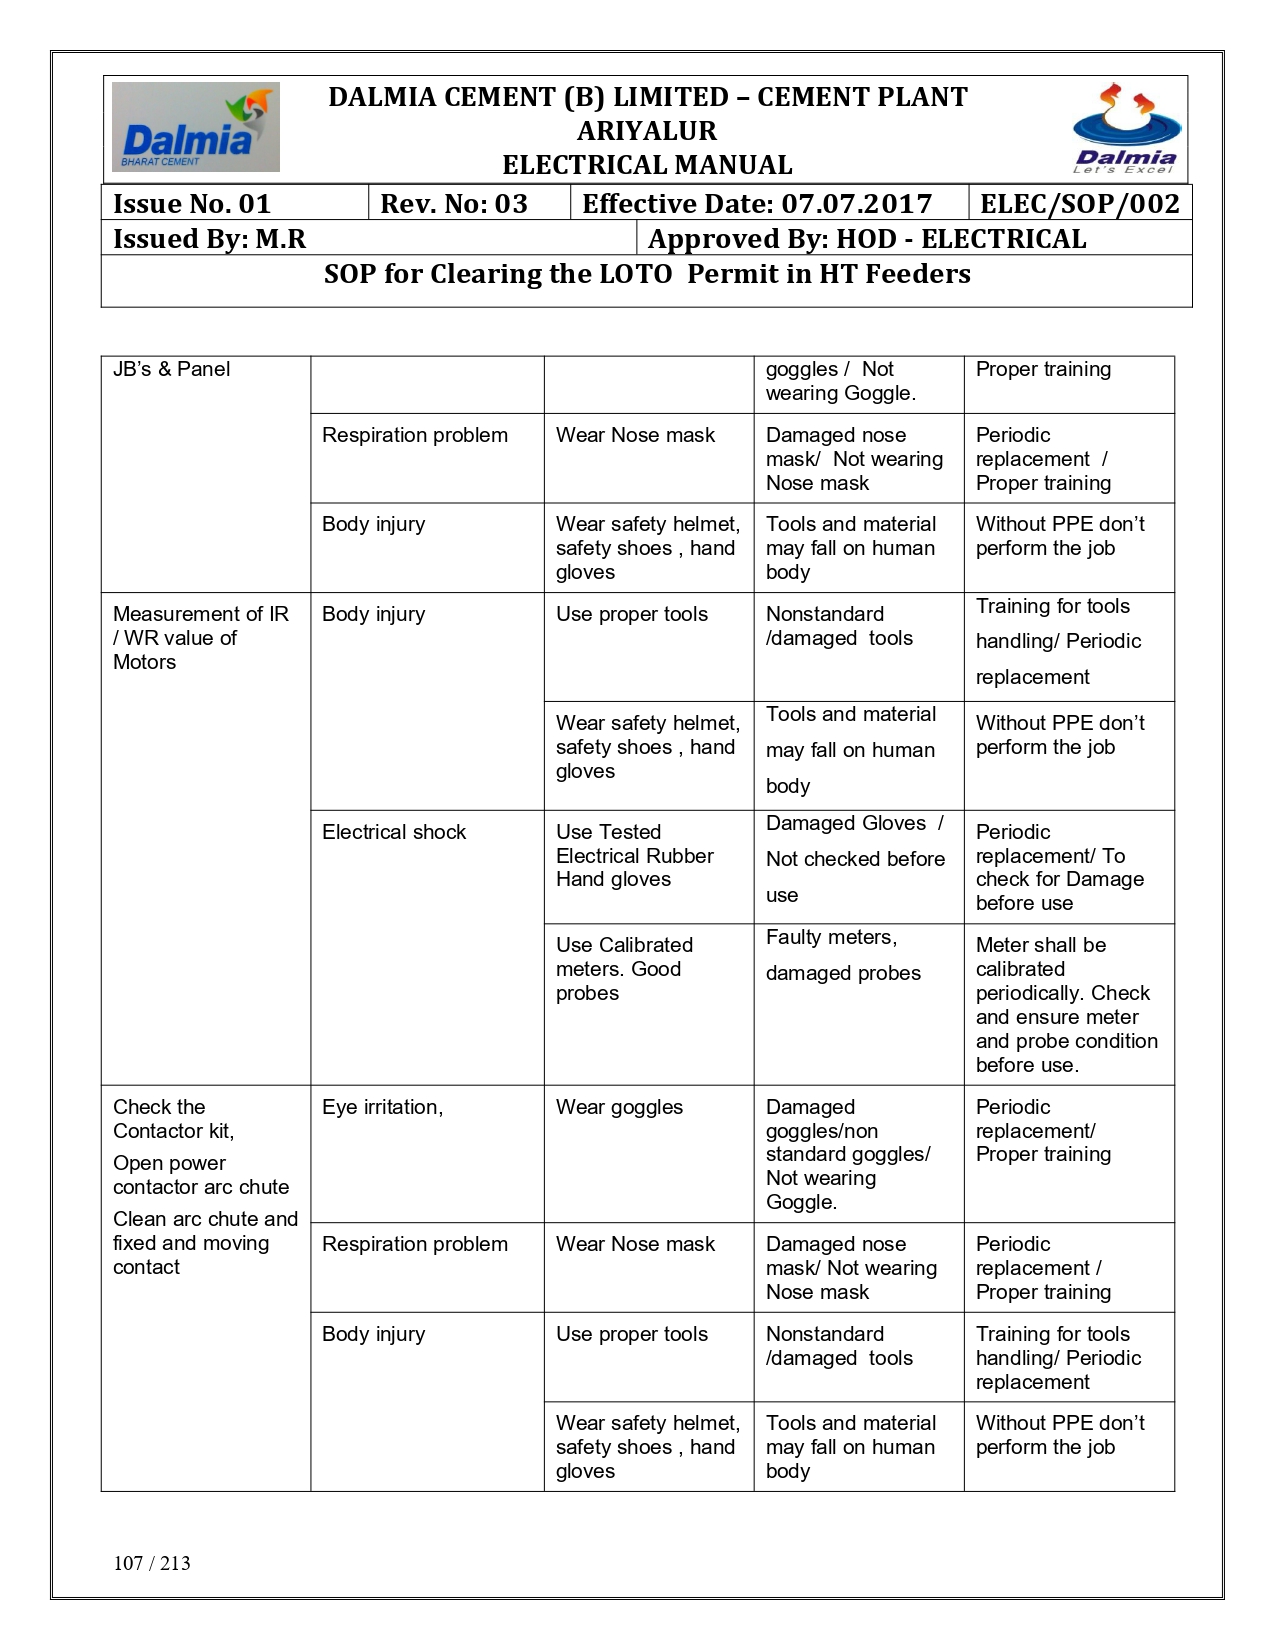 Dalmia
BHARAT CEMENT
DALMIA CEMENT (B) LIMITED – CEMENT PLANT
ARIYALUR
ELECTRICAL MANUAL
Dalmia
Let's Excel
Issue No. 01 Rev. No: 03 Effective Date: 07.07.2017 ELEC/SOP/002
Issued By: M.R Approved By: HOD - ELECTRICAL
SOP for Clearing the LOTO Permit in HT Feeders
JB’s & Panel
goggles / Not
wearing Goggle.
Proper training
Respiration problem
Wear Nose mask
Damaged nose
mask/ Not wearing
Nose mask
Periodic
replacement /
Proper training
Body injury
Wear safety helmet,
safety shoes , hand
gloves
Tools and material
may fall on human
body
Without PPE don’t
perform the job
Measurement of IR
/ WR value of
Motors
Body injury
Use proper tools
Nonstandard
/damaged tools
Training for tools
handling/ Periodic
replacement
Wear safety helmet,
safety shoes , hand
gloves
Tools and material
may fall on human
body
Without PPE don’t
perform the job
Electrical shock
Use Tested
Electrical Rubber
Hand gloves
Damaged Gloves /
Not checked before
use
Periodic
replacement/ To
check for Damage
before use
Use Calibrated
meters. Good
probes
Faulty meters,
damaged probes
Meter shall be
calibrated
periodically. Check
and ensure meter
and probe condition
before use.
Check the
Contactor kit,
Open power
contactor arc chute
Clean arc chute and
fixed and moving
contact
Eye irritation,
Wear goggles
Damaged
goggles/non
standard goggles/
Not wearing
Goggle.
Periodic
replacement/
Proper training
Respiration problem
Wear Nose mask
Damaged nose
mask/ Not wearing
Nose mask
Periodic
replacement /
Proper training
Body injury
Use proper tools
Nonstandard
/damaged tools
Training for tools
handling/ Periodic
replacement
Wear safety helmet,
safety shoes , hand
gloves
Tools and material
may fall on human
body
Without PPE don’t
perform the job
107 / 213